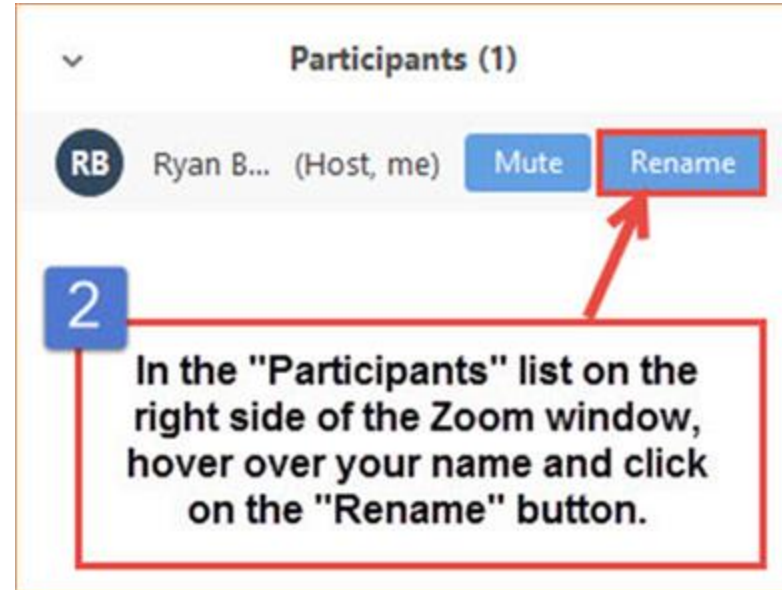 Participants (1)
RB Ryan B... (Host, me) Mute Rename
2
In the "Participants" list on the
right side of the Zoom window,
hover over your name and click
on the "Rename" button.